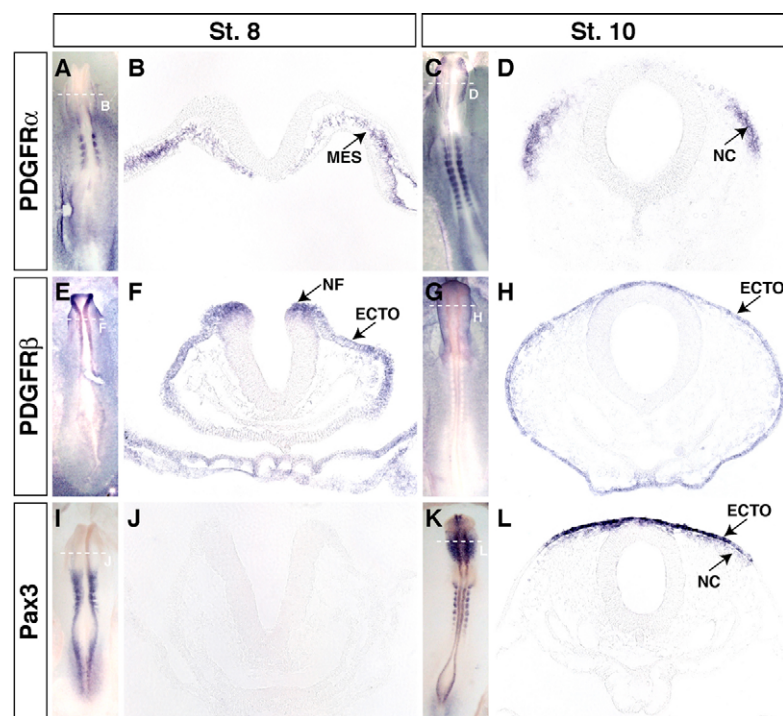 St. 8
St. 10
PDGFRα
A
B
B
MES
C
D
D
NC
PDGFRβ
E
F
F
NF
ECTO
G
H
H
ECTO
Pax3
I
J
J
K
L
L
ECTO
NC